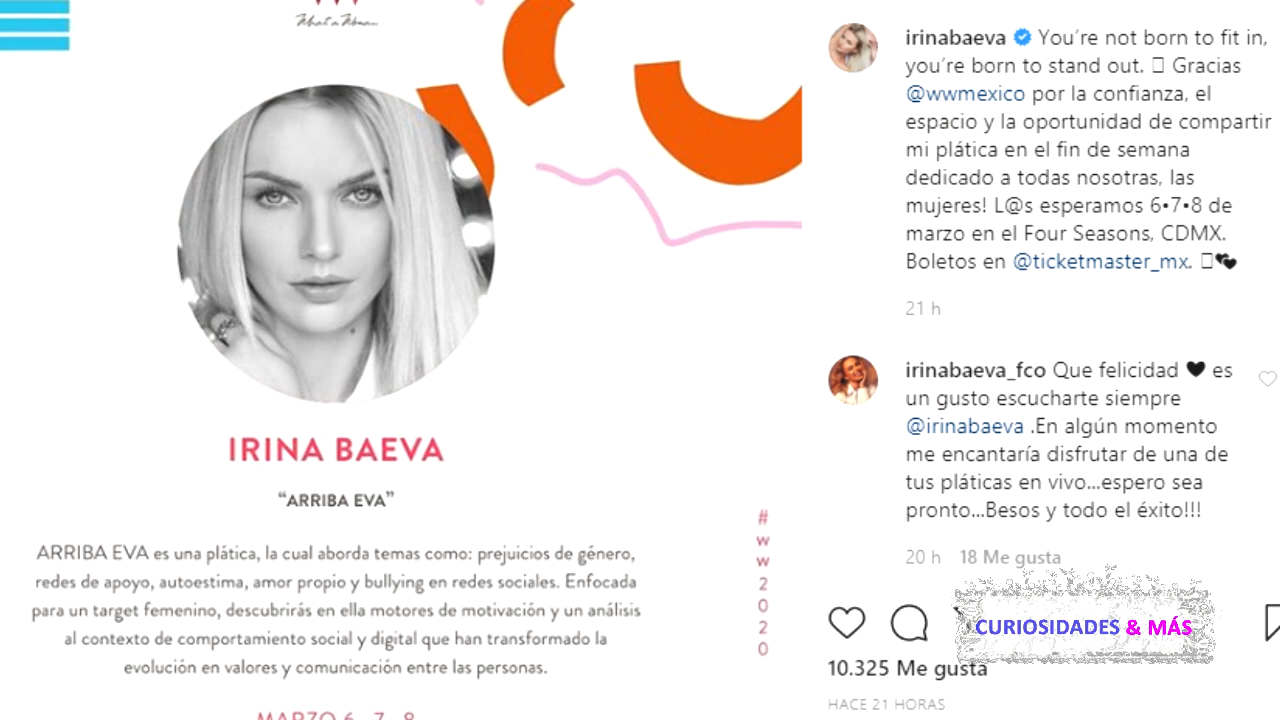 What a Woman
IRINA BAEVA
“ARRIBA EVA”
ARRIBA EVA es una plática, la cual aborda temas como: prejuicios de género,
redes de apoyo, autoestima, amor propio y bullying en redes sociales. Enfocada
para un target femenino, descubrirás en ella motores de motivación y un análisis
al contexto de comportamiento social y digital que han transformado la
evolución en valores y comunicación entre las personas.
MARZO 6 · 7 · 8
#ww2020
irinabaeva You’re not born to fit in,
you’re born to stand out. Gracias
@wwmexico por la confianza, el
espacio y la oportunidad de compartir
mi plática en el fin de semana
dedicado a todas nosotras, las
mujeres! L@s esperamos 6•7•8 de
marzo en el Four Seasons, CDMX.
Boletos en @ticketmaster_mx.
21 h
irinabaeva_fco Que felicidad 🖤 es
un gusto escucharte siempre
@irinabaeva .En algún momento
me encantaría disfrutar de una de
tus pláticas en vivo...espero sea
pronto...Besos y todo el éxito!!!
20 h 18 Me gusta
CURIOSIDADES & MÁS
10.325 Me gusta
HACE 21 HORAS